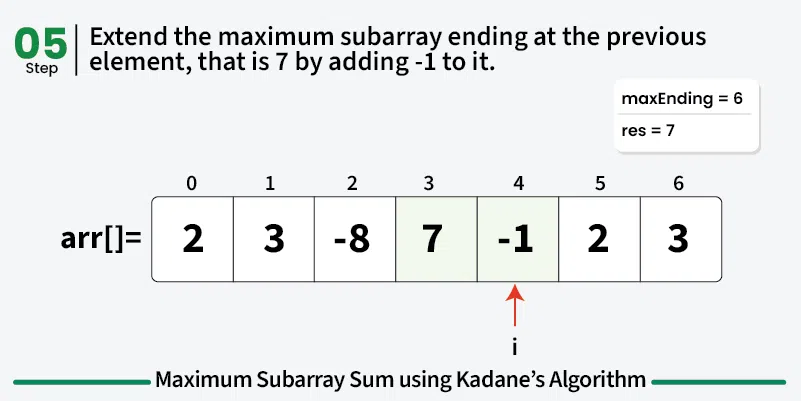 05
Step
Extend the maximum subarray ending at the previous
element, that is 7 by adding -1 to it.
maxEnding = 6
res = 7
0 1 2 3 4 5 6
arr[]= 2 3 -8 7 -1 2 3
i
Maximum Subarray Sum using Kadane’s Algorithm